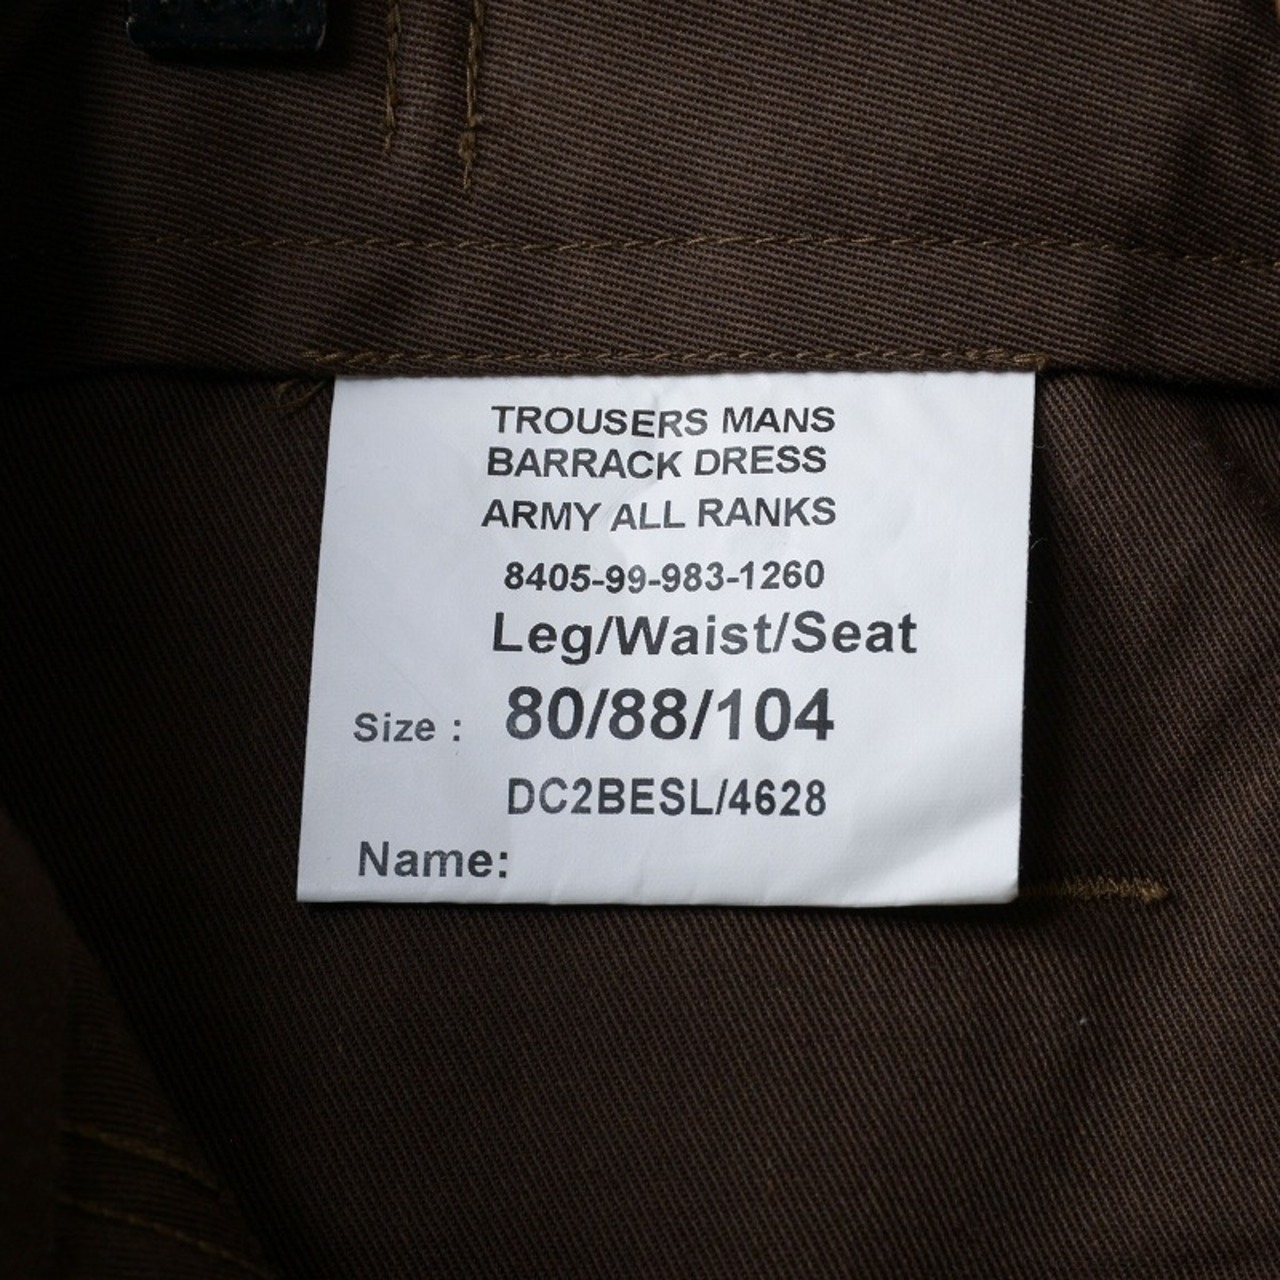 TROUSERS MANS
BARRACK DRESS
ARMY ALL RANKS
8405-99-983-1260
Leg/Waist/Seat
Size : 80/88/104
DC2BESL/4628
Name: